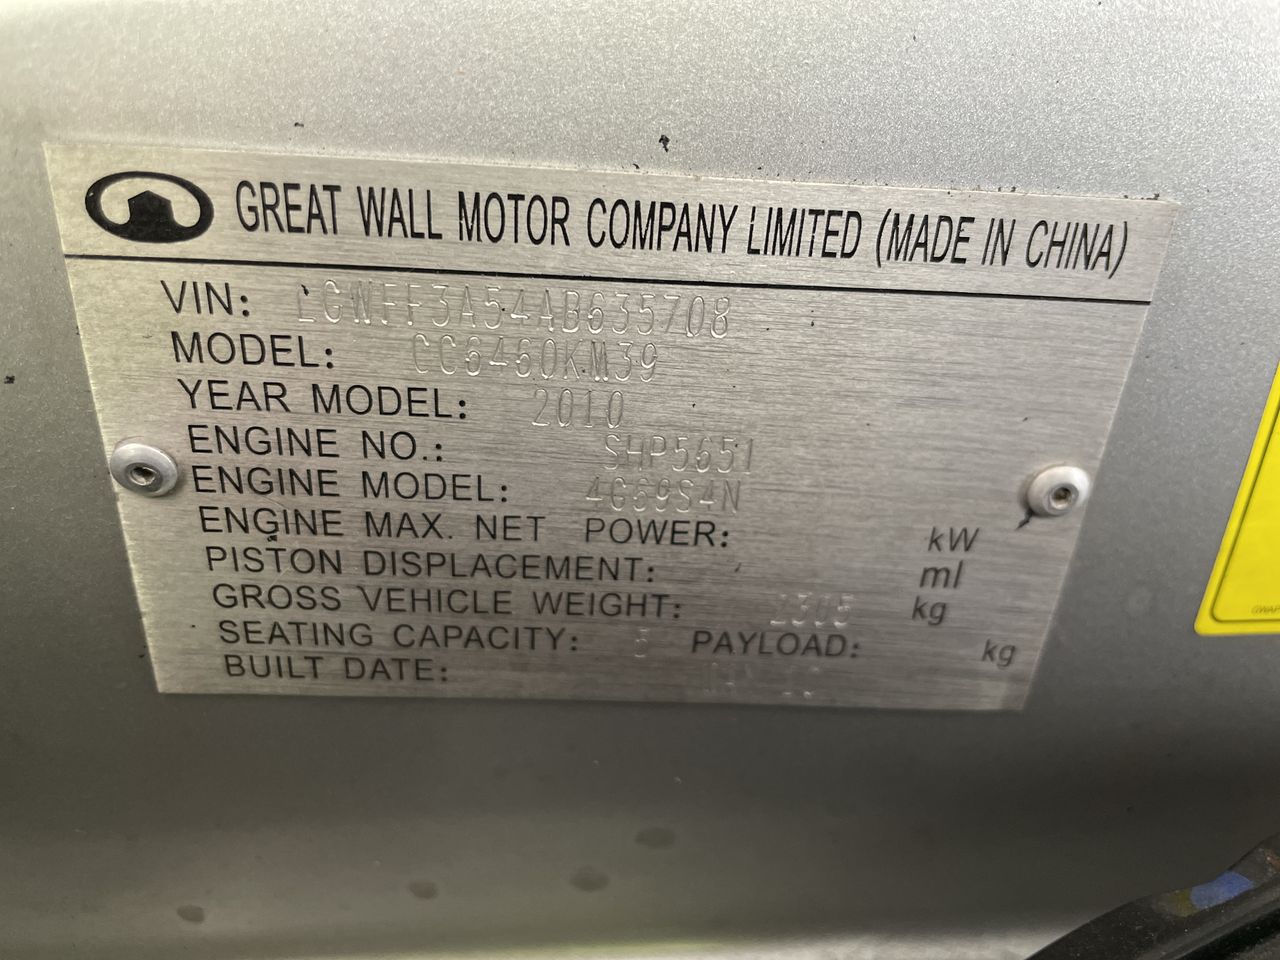 GREAT WALL MOTOR COMPANY LIMITED (MADE IN CHINA)
VIN: LGWFF3A54AB635708
MODEL: CC6460KM39
YEAR MODEL: 2010
ENGINE NO.: SHP5651
ENGINE MODEL: 4G69S4N
ENGINE MAX. NET POWER: kW
PISTON DISPLACEMENT: ml
GROSS VEHICLE WEIGHT: 2305 kg
SEATING CAPACITY: 5 PAYLOAD: kg
BUILT DATE: